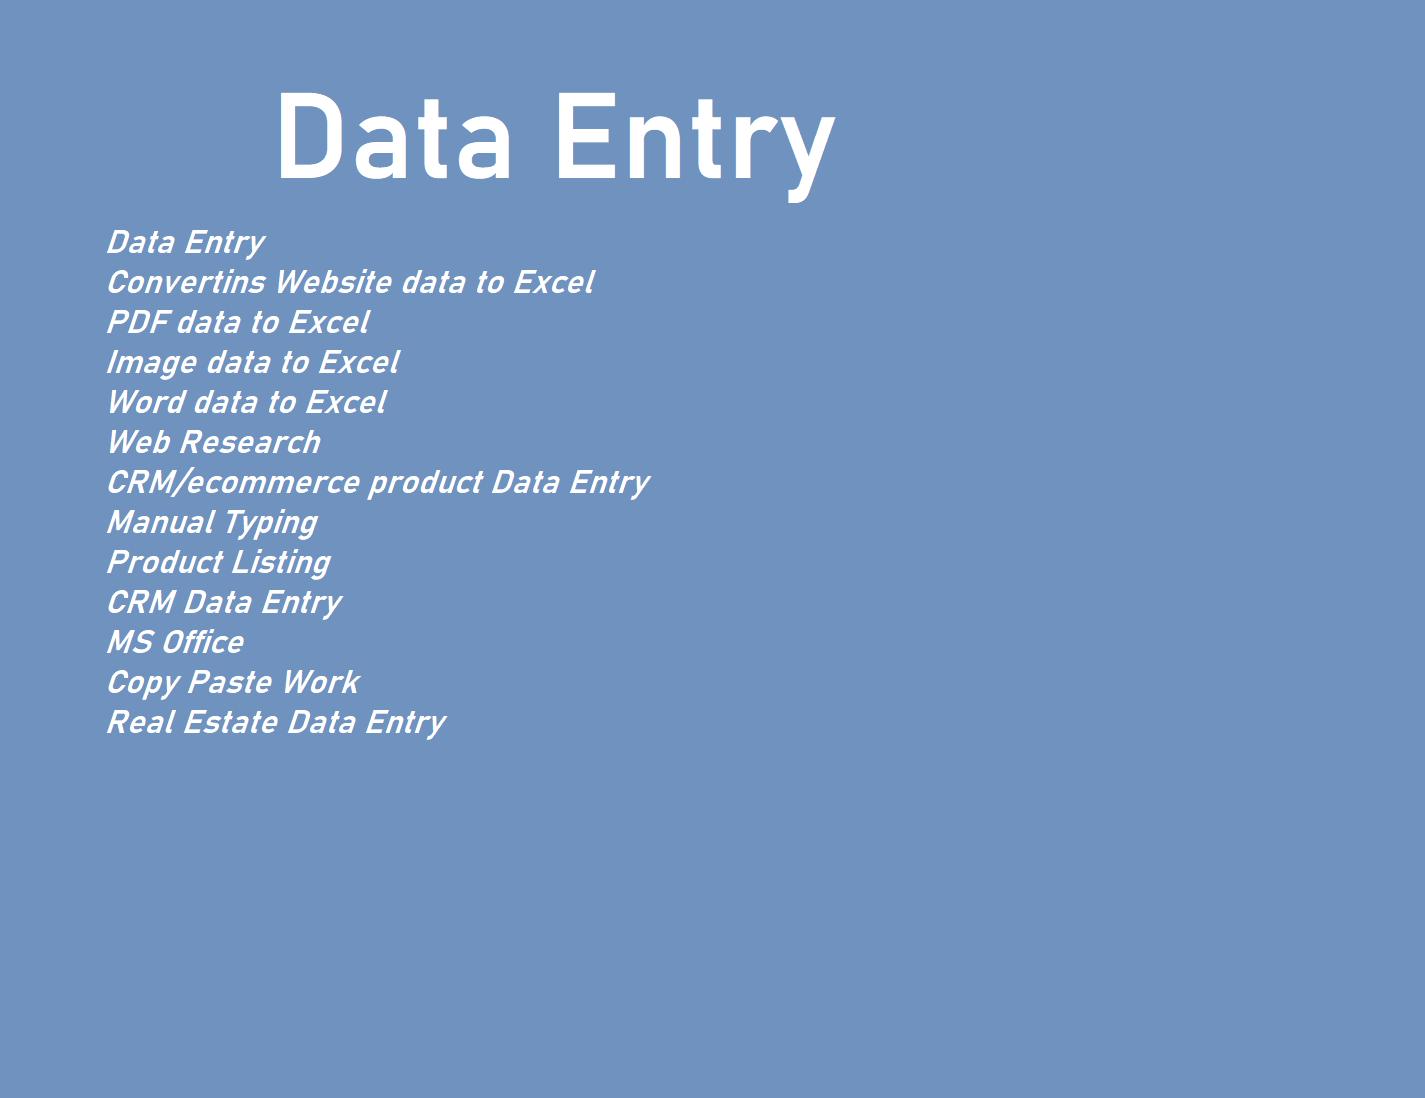 Data Entry
Data Entry
Convertins Website data to Excel
PDF data to Excel
Image data to Excel
Word data to Excel
Web Research
CRM/ecommerce product Data Entry
Manual Typing
Product Listing
CRM Data Entry
MS Office
Copy Paste Work
Real Estate Data Entry